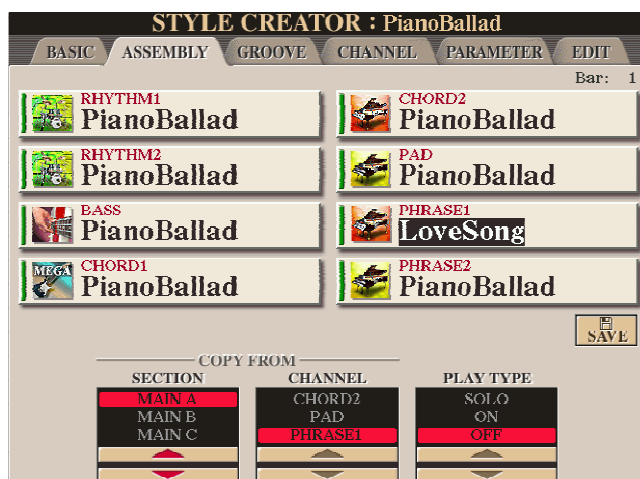 STYLE CREATOR : PianoBallad
BASIC ASSEMBLY GROOVE CHANNEL PARAMETER EDIT
Bar: 1
RHYTHM1
PianoBallad
CHORD2
PianoBallad
RHYTHM2
PianoBallad
PAD
PianoBallad
BASS
PianoBallad
PHRASE1
LoveSong
MEGA
CHORD1
PianoBallad
PHRASE2
PianoBallad
SAVE
COPY FROM
SECTION CHANNEL PLAY TYPE
MAIN A CHORD2 SOLO
MAIN B PAD ON
MAIN C PHRASE1 OFF